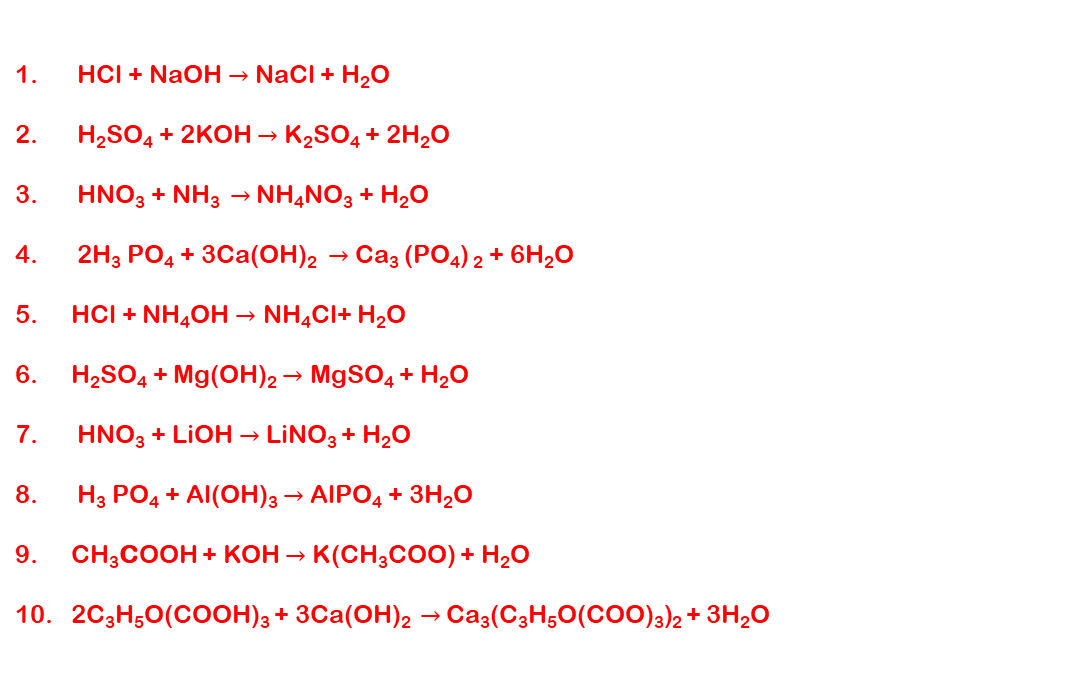 1. HCl + NaOH → NaCl + H₂O
2. H₂SO₄ + 2KOH → K₂SO₄ + 2H₂O
3. HNO₃ + NH₃ → NH₄NO₃ + H₂O
4. 2H₃ PO₄ + 3Ca(OH)₂ → Ca₃ (PO₄) ₂ + 6H₂O
5. HCl + NH₄OH → NH₄Cl+ H₂O
6. H₂SO₄ + Mg(OH)₂ → MgSO₄ + H₂O
7. HNO₃ + LiOH → LiNO₃ + H₂O
8. H₃ PO₄ + Al(OH)₃ → AlPO₄ + 3H₂O
9. CH₃COOH + KOH → K(CH₃COO) + H₂O
10. 2C₃H₅O(COOH)₃ + 3Ca(OH)₂ → Ca₃(C₃H₅O(COO)₃)₂ + 3H₂O